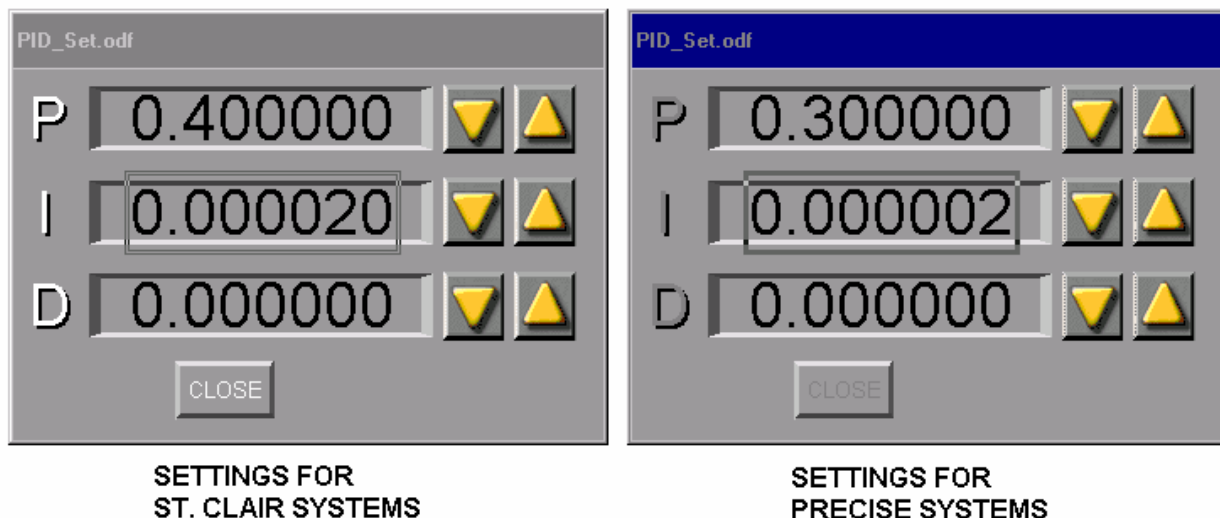 PID_Set.odf
P 0.400000
I 0.000020
D 0.000000
CLOSE
SETTINGS FOR
ST. CLAIR SYSTEMS
PID_Set.odf
P 0.300000
I 0.000002
D 0.000000
CLOSE
SETTINGS FOR
PRECISE SYSTEMS